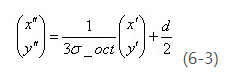 (x″ y″) = 1/(3σ_oct) (x′ y′) + d/2
(6-3)